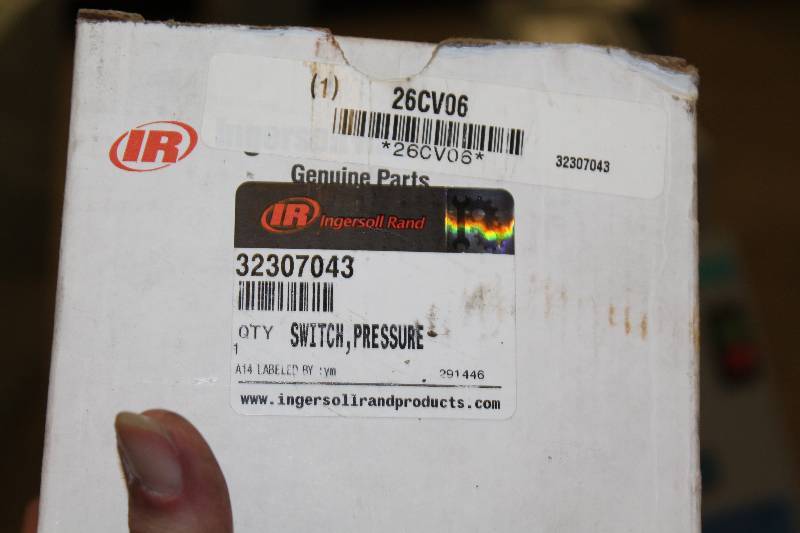 (1) 26CV06
*26CV06*
32307043
IR
Genuine Parts
IR Ingersoll Rand
32307043
QTY SWITCH,PRESSURE
1
A14 LABELED BY :ym 291446
www.ingersollrandproducts.com